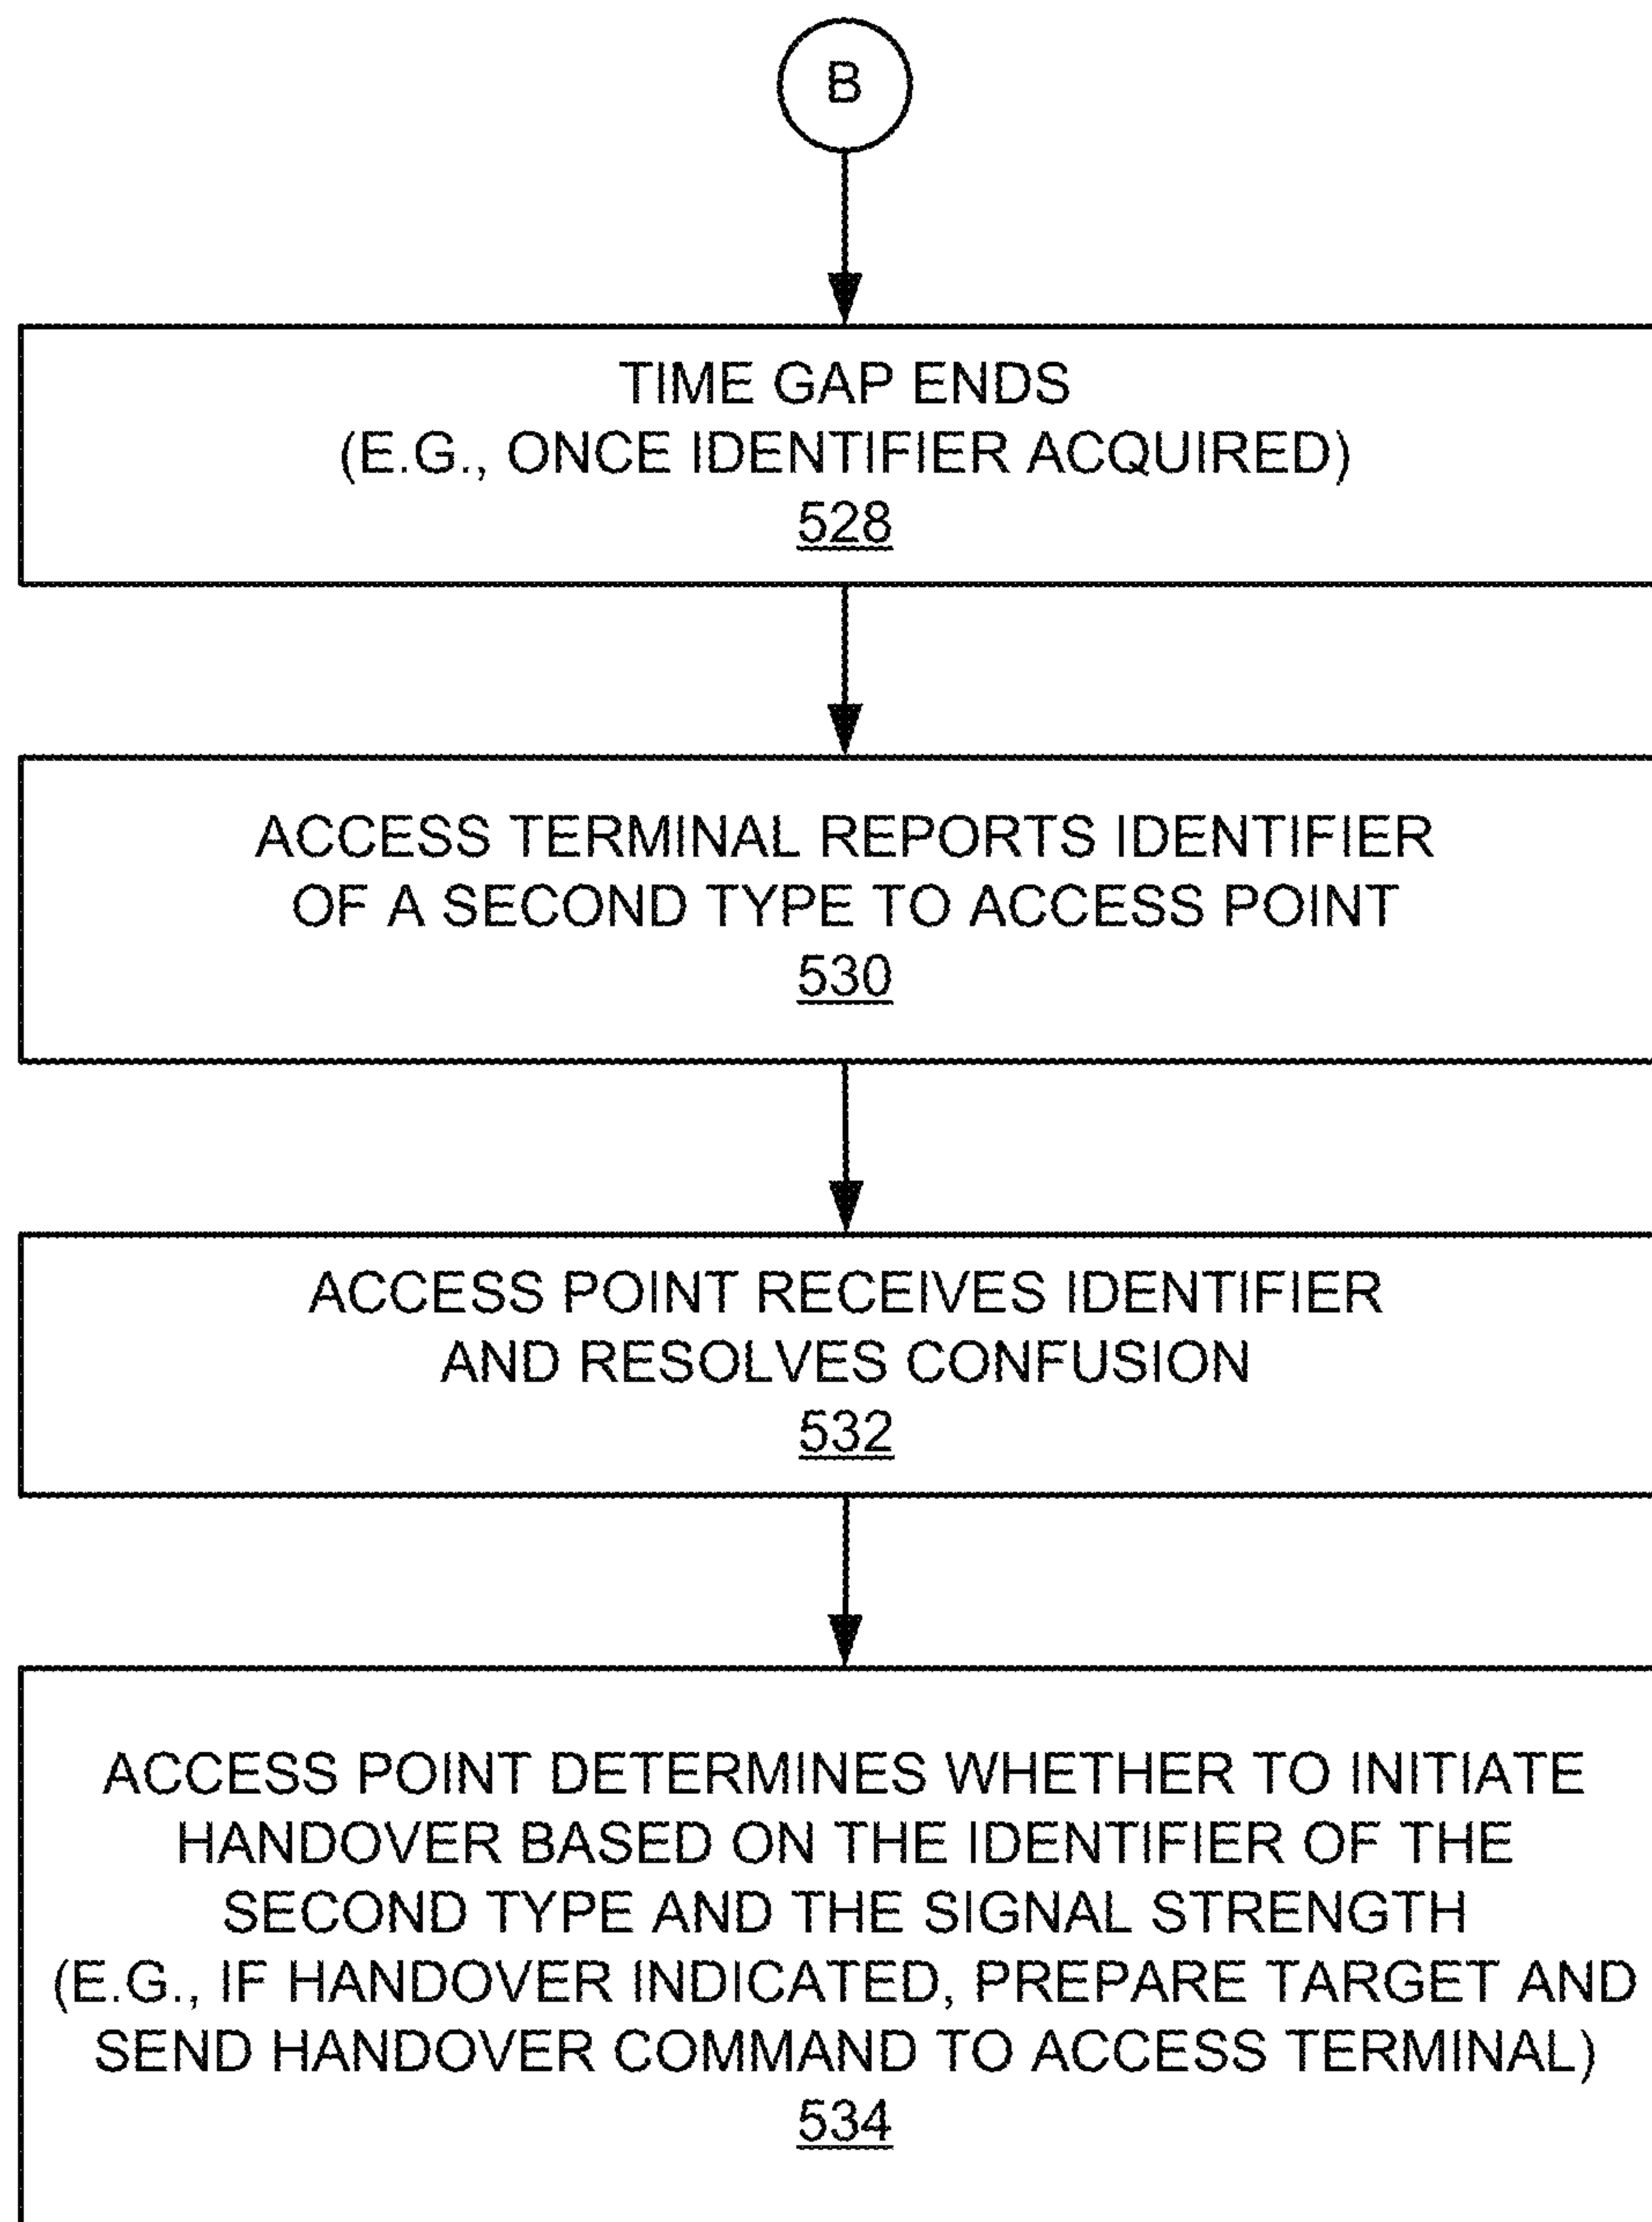 B
TIME GAP ENDS
(E.G., ONCE IDENTIFIER ACQUIRED)
528
ACCESS TERMINAL REPORTS IDENTIFIER
OF A SECOND TYPE TO ACCESS POINT
530
ACCESS POINT RECEIVES IDENTIFIER
AND RESOLVES CONFUSION
532
ACCESS POINT DETERMINES WHETHER TO INITIATE
HANDOVER BASED ON THE IDENTIFIER OF THE
SECOND TYPE AND THE SIGNAL STRENGTH
(E.G., IF HANDOVER INDICATED, PREPARE TARGET AND
SEND HANDOVER COMMAND TO ACCESS TERMINAL)
534